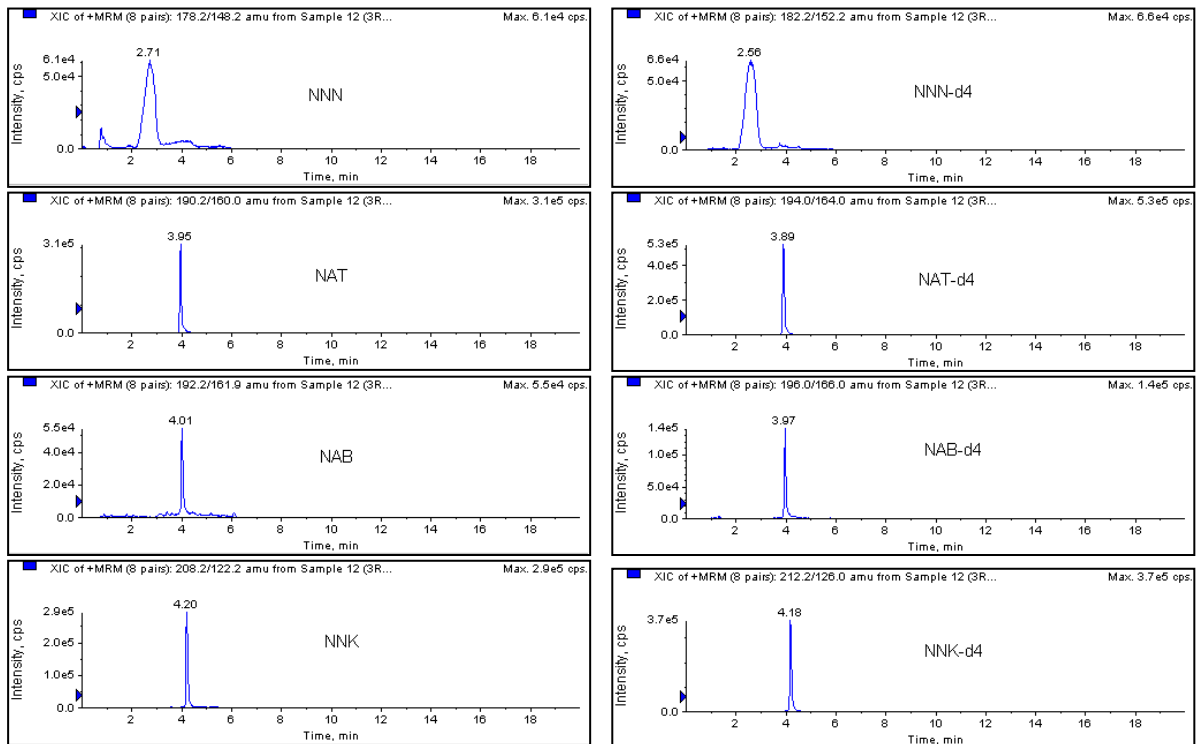 XIC of +MRM (8 pairs): 178.2/148.2 amu from Sample 12 (3R... Max. 6.1e4 cps.
6.1e4
5.0e4
0.0
Intensity, cps
2.71
NNN
2 4 6 8 10 12 14 16 18
Time, min
XIC of +MRM (8 pairs): 182.2/152.2 amu from Sample 12 (3R... Max. 6.6e4 cps.
6.6e4
5.0e4
0.0
Intensity, cps
2.56
NNN-d4
2 4 6 8 10 12 14 16 18
Time, min
XIC of +MRM (8 pairs): 190.2/160.0 amu from Sample 12 (3R... Max. 3.1e5 cps.
3.1e5
0.0
Intensity, cps
3.95
NAT
2 4 6 8 10 12 14 16 18
Time, min
XIC of +MRM (8 pairs): 194.0/164.0 amu from Sample 12 (3R... Max. 5.3e5 cps.
5.3e5
4.0e5
2.0e5
0.0
Intensity, cps
3.89
NAT-d4
2 4 6 8 10 12 14 16 18
Time, min
XIC of +MRM (8 pairs): 192.2/161.9 amu from Sample 12 (3R... Max. 5.5e4 cps.
5.5e4
4.0e4
2.0e4
0.0
Intensity, cps
4.01
NAB
2 4 6 8 10 12 14 16 18
Time, min
XIC of +MRM (8 pairs): 196.0/166.0 amu from Sample 12 (3R... Max. 1.4e5 cps.
1.4e5
1.0e5
5.0e4
0.0
Intensity, cps
3.97
NAB-d4
2 4 6 8 10 12 14 16 18
Time, min
XIC of +MRM (8 pairs): 208.2/122.2 amu from Sample 12 (3R... Max. 2.9e5 cps.
2.9e5
2.0e5
1.0e5
0.0
Intensity, cps
4.20
NNK
2 4 6 8 10 12 14 16 18
Time, min
XIC of +MRM (8 pairs): 212.2/126.0 amu from Sample 12 (3R... Max. 3.7e5 cps.
3.7e5
0.0
Intensity, cps
4.18
NNK-d4
2 4 6 8 10 12 14 16 18
Time, min